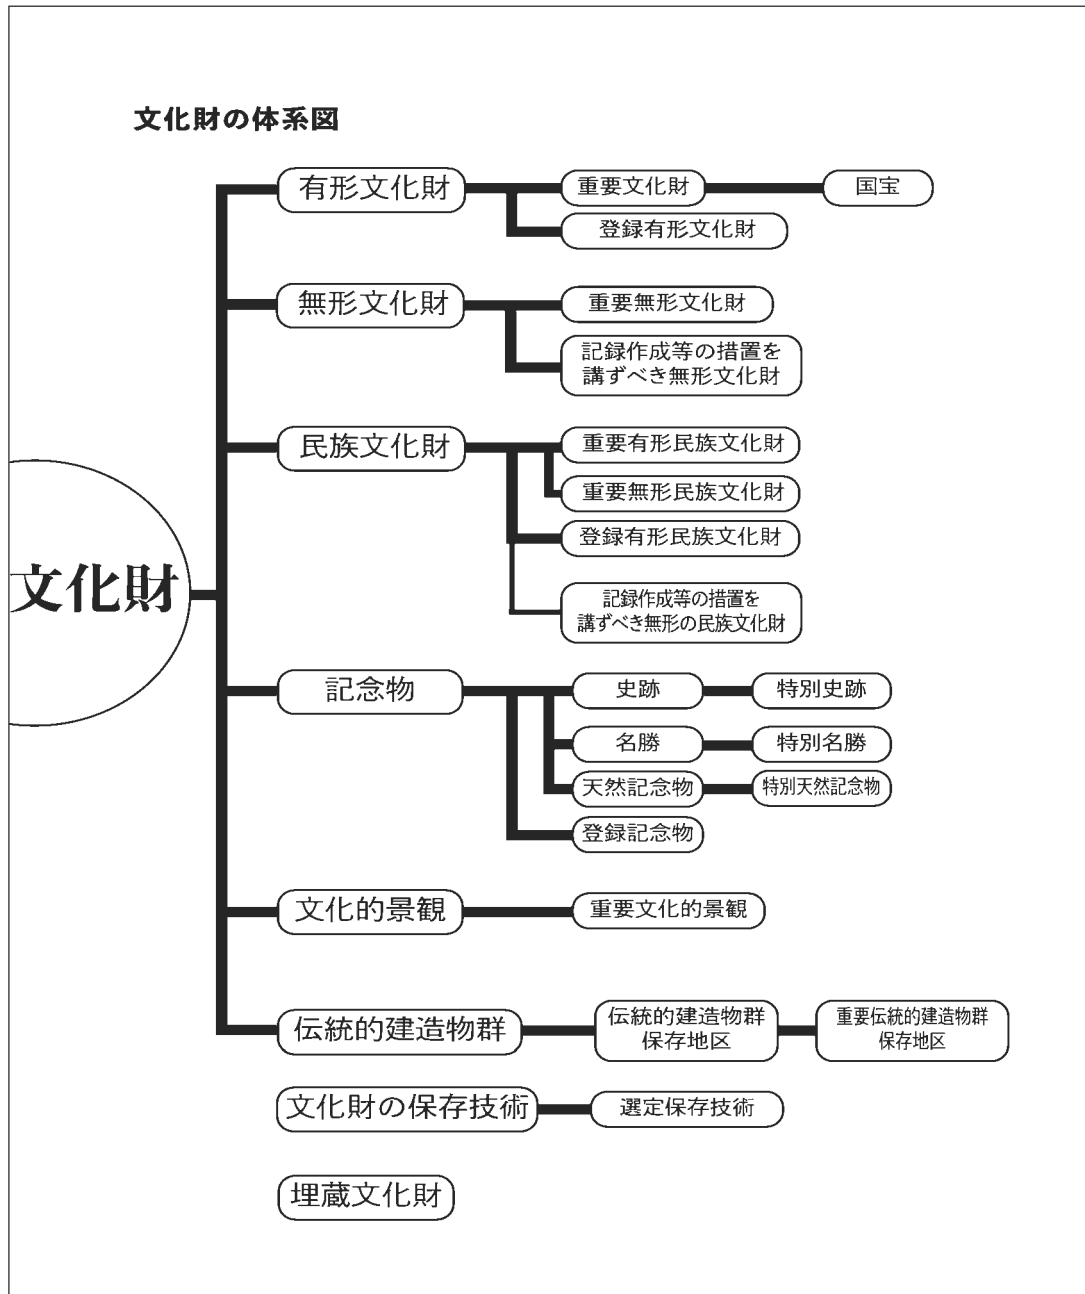 文化財の体系図
文化財
有形文化財
重要文化財
国宝
登録有形文化財
無形文化財
重要無形文化財
記録作成等の措置を
講ずべき無形文化財
民族文化財
重要有形民族文化財
重要無形民族文化財
登録有形民族文化財
記録作成等の措置を
講ずべき無形の民族文化財
記念物
史跡
特別史跡
名勝
特別名勝
天然記念物
特別天然記念物
登録記念物
文化的景観
重要文化的景観
伝統的建造物群
伝統的建造物群
保存地区
重要伝統的建造物群
保存地区
文化財の保存技術
選定保存技術
埋蔵文化財